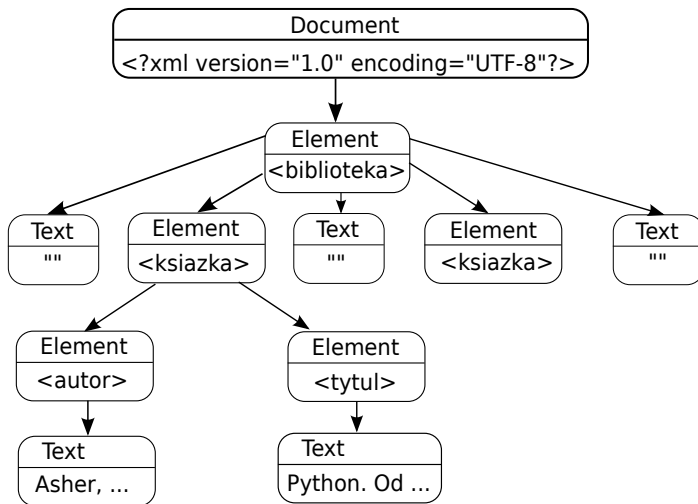 Document
<?xml version="1.0" encoding="UTF-8"?>
Element
<biblioteka>
Text
""
Element
<ksiazka>
Text
""
Element
<ksiazka>
Text
""
Element
<autor>
Element
<tytul>
Text
Asher, ...
Text
Python. Od ...